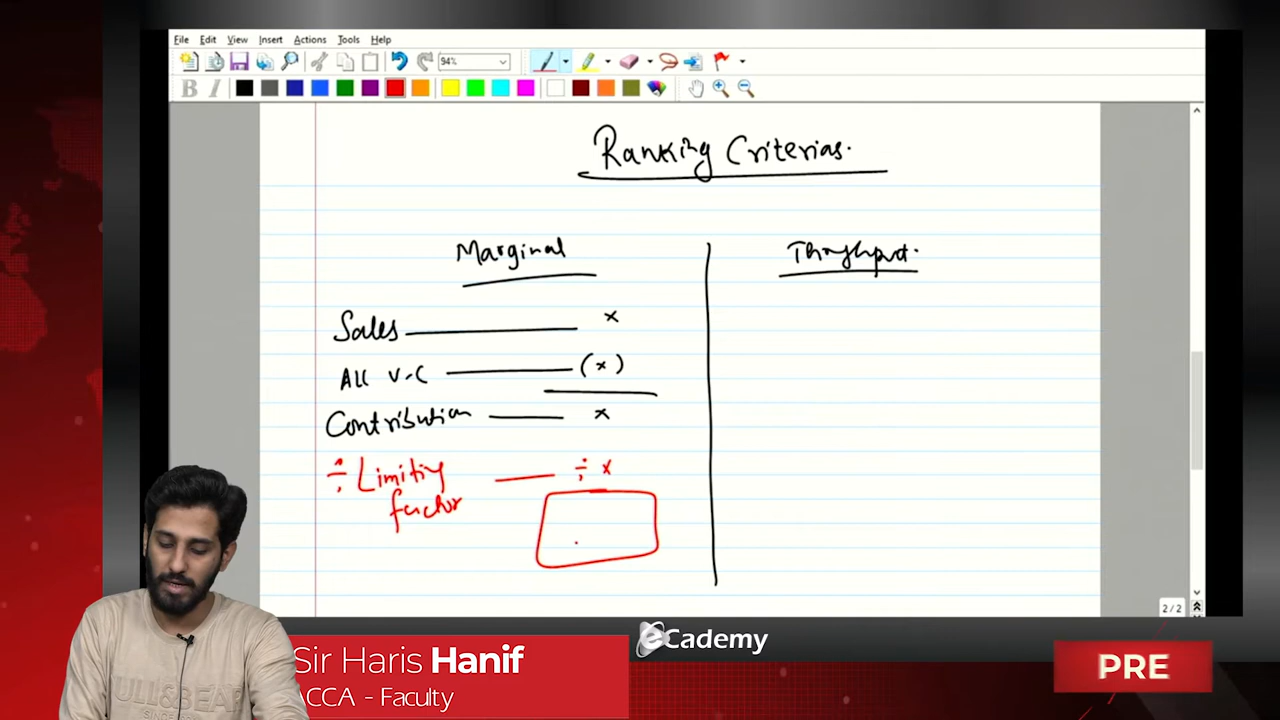 File Edit View Insert Actions Tools Help
94%
B I
Ranking Criterias.
Marginal
Throughput.
Sales x
All V.C (x)
Contribution x
÷ Limiting factor ÷ x
2/2
eCademy
Sir Haris Hanif
ACCA - Faculty
PRE